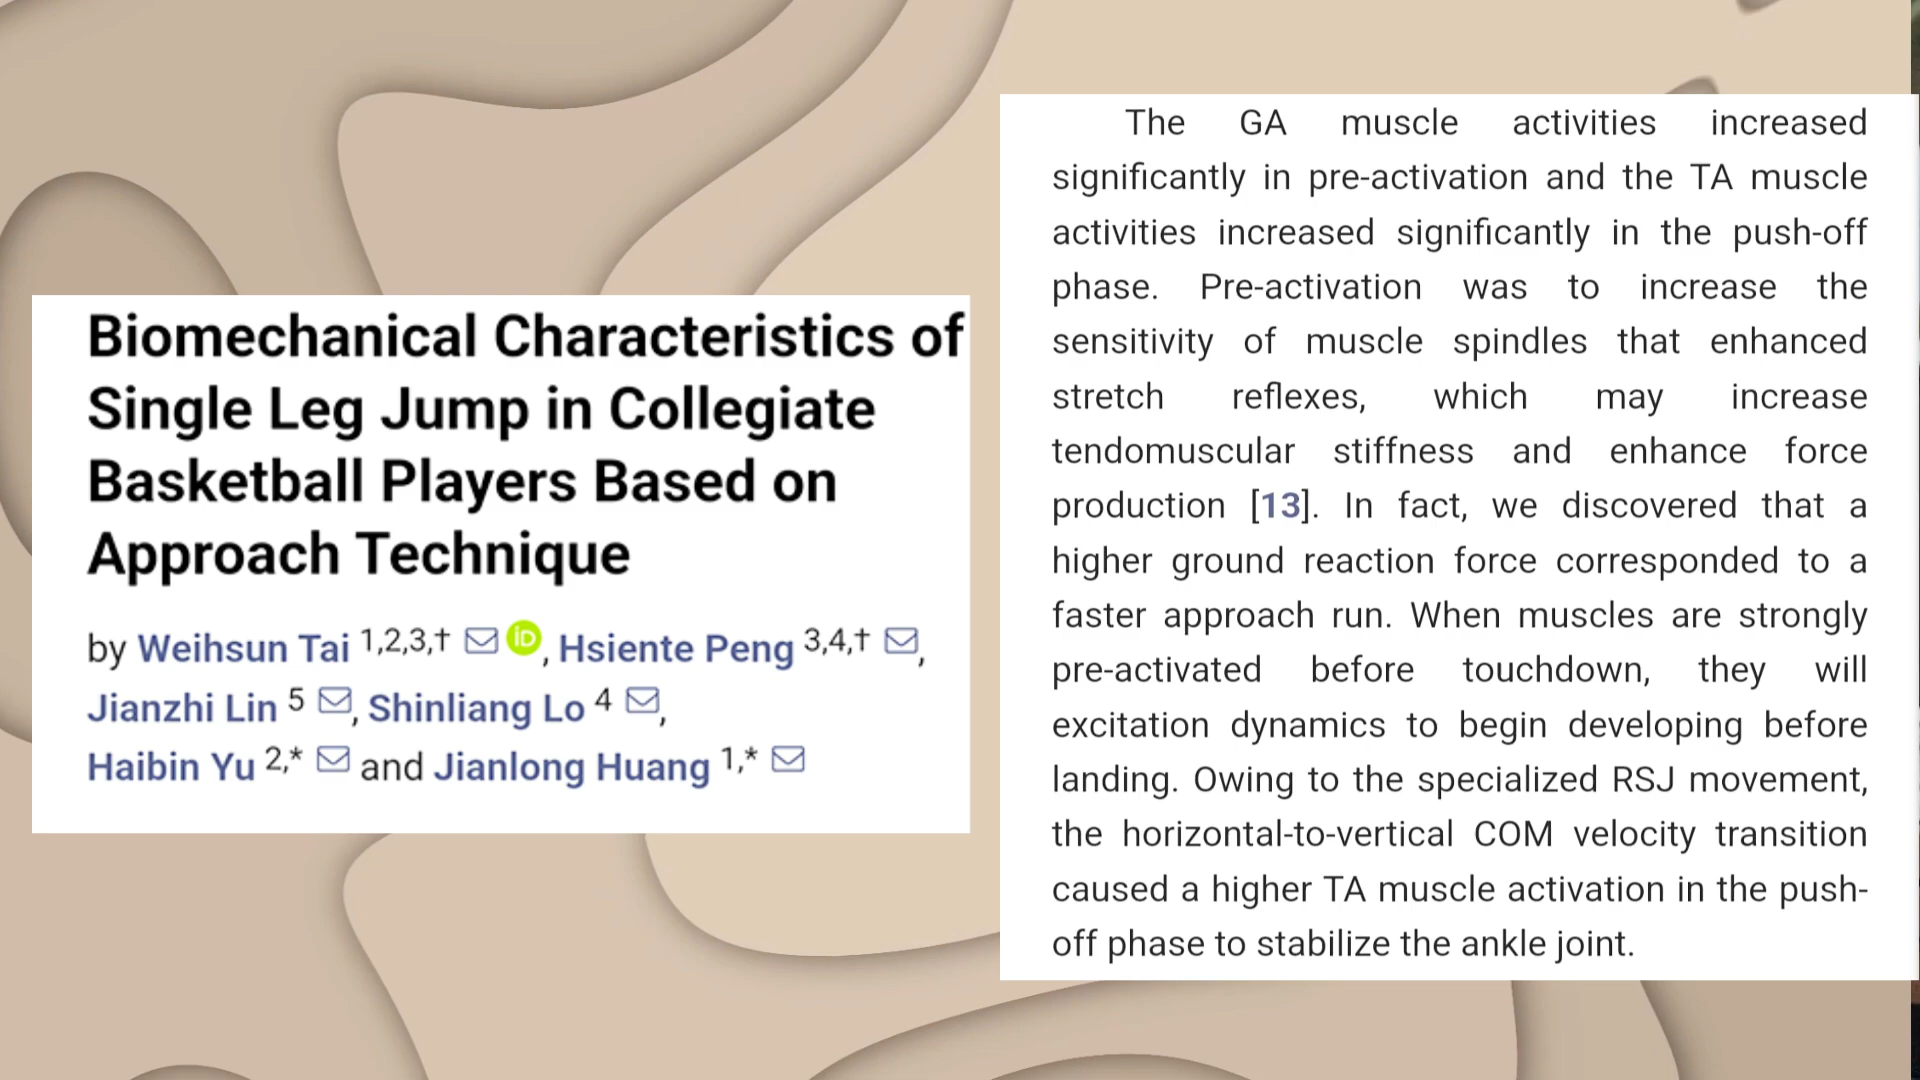 Biomechanical Characteristics of
Single Leg Jump in Collegiate
Basketball Players Based on
Approach Technique
by Weihsun Tai 1,2,3,† iD, Hsiente Peng 3,4,†,
Jianzhi Lin 5, Shinliang Lo 4,
Haibin Yu 2,* and Jianlong Huang 1,*
The GA muscle activities increased
significantly in pre-activation and the TA muscle
activities increased significantly in the push-off
phase. Pre-activation was to increase the
sensitivity of muscle spindles that enhanced
stretch reflexes, which may increase
tendomuscular stiffness and enhance force
production [13]. In fact, we discovered that a
higher ground reaction force corresponded to a
faster approach run. When muscles are strongly
pre-activated before touchdown, they will
excitation dynamics to begin developing before
landing. Owing to the specialized RSJ movement,
the horizontal-to-vertical COM velocity transition
caused a higher TA muscle activation in the push-
off phase to stabilize the ankle joint.